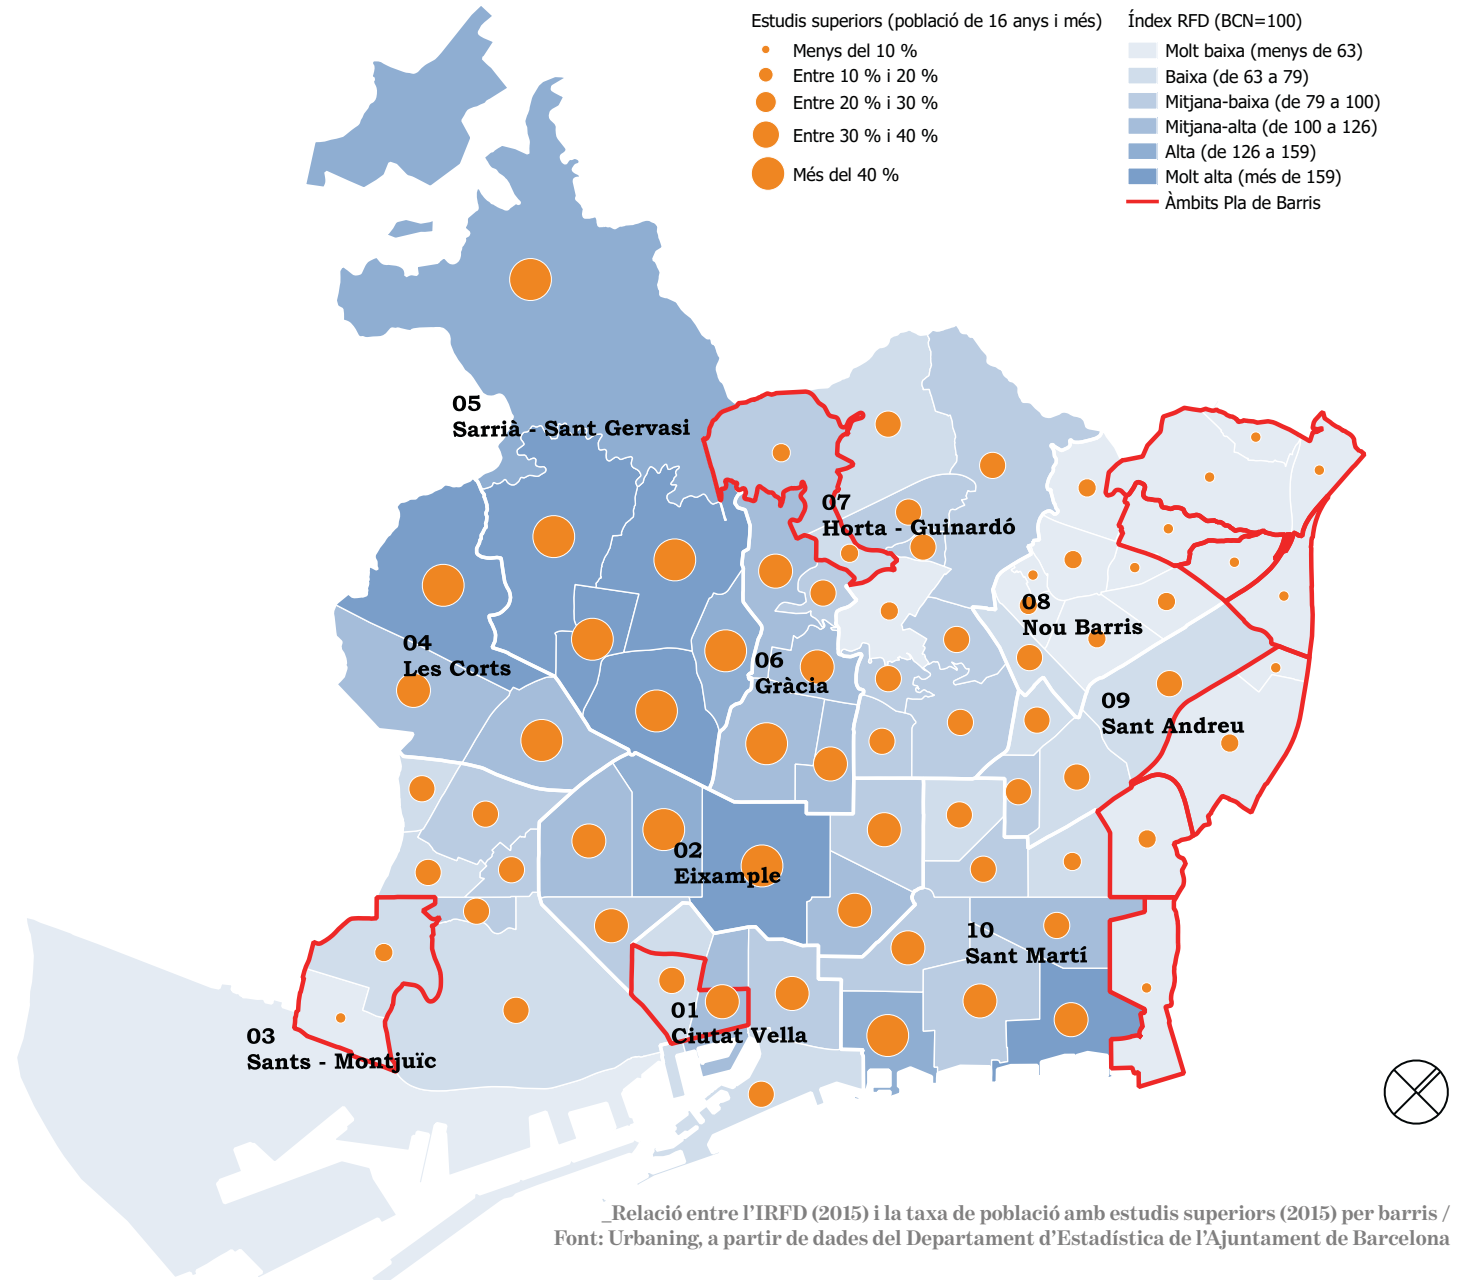 Estudis superiors (població de 16 anys i més)
Menys del 10 %
Entre 10 % i 20 %
Entre 20 % i 30 %
Entre 30 % i 40 %
Més del 40 %
Índex RFD (BCN=100)
Molt baixa (menys de 63)
Baixa (de 63 a 79)
Mitjana-baixa (de 79 a 100)
Mitjana-alta (de 100 a 126)
Alta (de 126 a 159)
Molt alta (més de 159)
Àmbits Pla de Barris
05
Sarrià - Sant Gervasi
07
Horta - Guinardó
08
Nou Barris
04
Les Corts
06
Gràcia
09
Sant Andreu
02
Eixample
10
Sant Martí
01
Ciutat Vella
03
Sants - Montjuïc
_Relació entre l'IRFD (2015) i la taxa de població amb estudis superiors (2015) per barris /
Font: Urbaning, a partir de dades del Departament d'Estadística de l'Ajuntament de Barcelona